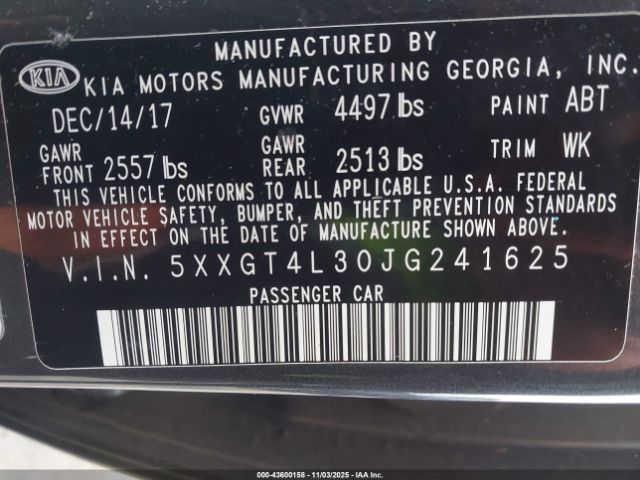 MANUFACTURED BY
KIA KIA MOTORS MANUFACTURING GEORGIA, INC.
DEC/14/17 GVWR 4497 lbs PAINT ABT
GAWR FRONT 2557 lbs GAWR REAR 2513 lbs TRIM WK
THIS VEHICLE CONFORMS TO ALL APPLICABLE U.S.A. FEDERAL
MOTOR VEHICLE SAFETY, BUMPER, AND THEFT PREVENTION STANDARDS
IN EFFECT ON THE DATE OF MANUFACTURE SHOWN ABOVE.
V.I.N. 5XXGT4L30JG241625
PASSENGER CAR
000-43600158 - 11/03/2025 - IAAI.com